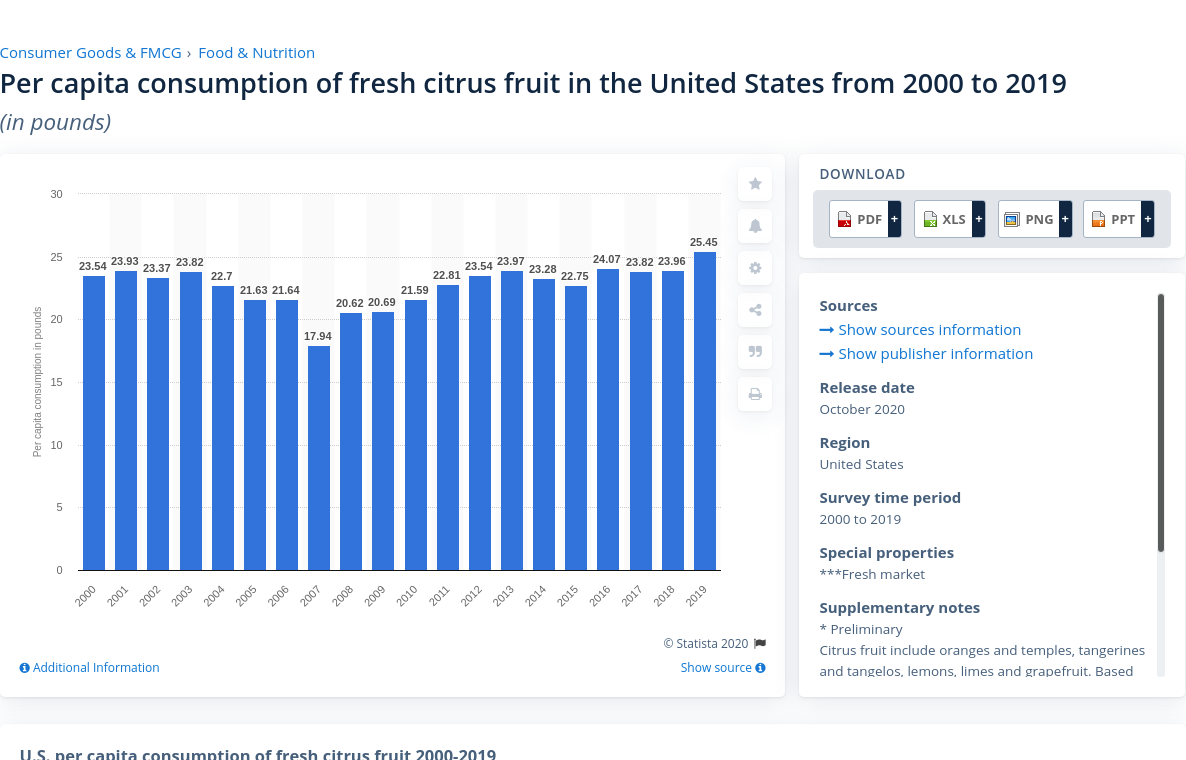 Consumer Goods & FMCG › Food & Nutrition
Per capita consumption of fresh citrus fruit in the United States from 2000 to 2019
(in pounds)
30
25
20
15
10
5
0
Per capita consumption in pounds
23.54 23.93 23.37 23.82 22.7 21.63 21.64 17.94 20.62 20.69 21.59 22.81 23.54 23.97 23.28 22.75 24.07 23.82 23.96 25.45
2000 2001 2002 2003 2004 2005 2006 2007 2008 2009 2010 2011 2012 2013 2014 2015 2016 2017 2018 2019
© Statista 2020
Additional Information
Show source
DOWNLOAD
PDF + XLS + PNG + PPT +
Sources
Show sources information
Show publisher information
Release date
October 2020
Region
United States
Survey time period
2000 to 2019
Special properties
***Fresh market
Supplementary notes
* Preliminary
Citrus fruit include oranges and temples, tangerines
and tangelos, lemons, limes and grapefruit. Based
U.S. per capita consumption of fresh citrus fruit 2000-2019